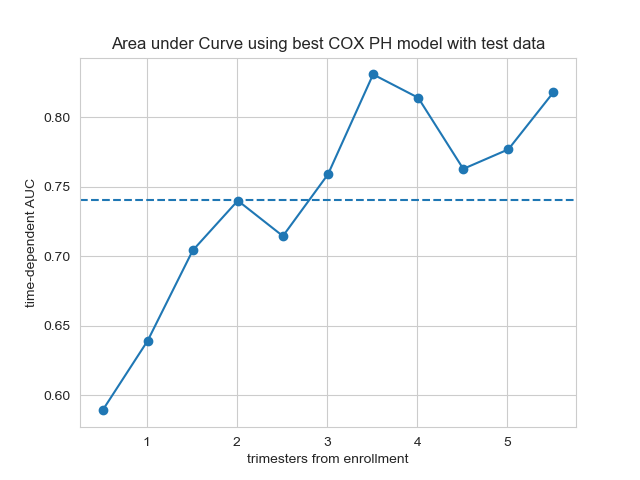 Area under Curve using best COX PH model with test data
time-dependent AUC
0.80
0.75
0.70
0.65
0.60
1 2 3 4 5
trimesters from enrollment